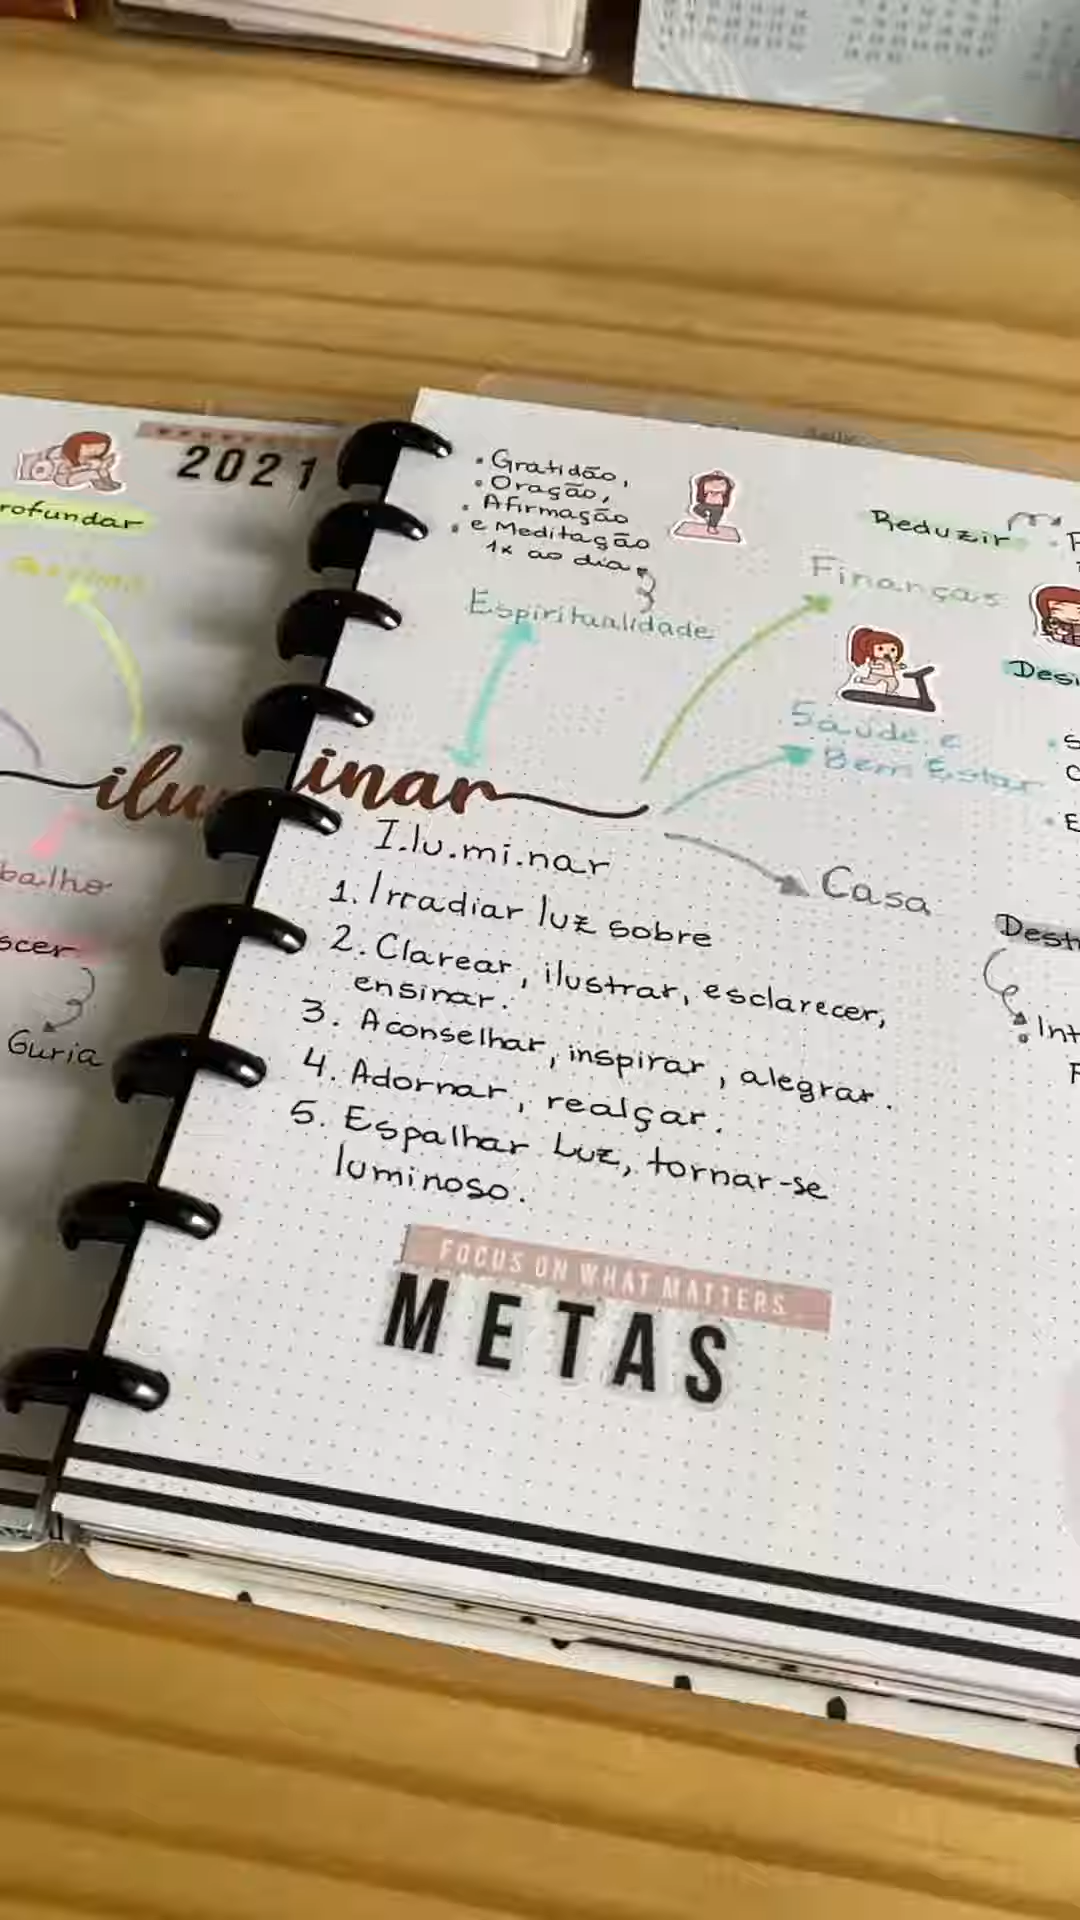 2021
rofundar
ilu
balho
scer
Guria
• Gratidão,
• Oração,
• Afirmação
• e Meditação
1x ao dia
Espiritualidade
Reduzir
Finanças
Saúde e
Bem Estar
inar
Casa
I.lu.mi.nar
1. Irradiar luz sobre
2. Clarear, ilustrar, esclarecer,
ensinar.
3. Aconselhar, inspirar, alegrar.
4. Adornar, realçar.
5. Espalhar Luz, tornar-se
luminoso.
FOCUS ON WHAT MATTERS
METAS